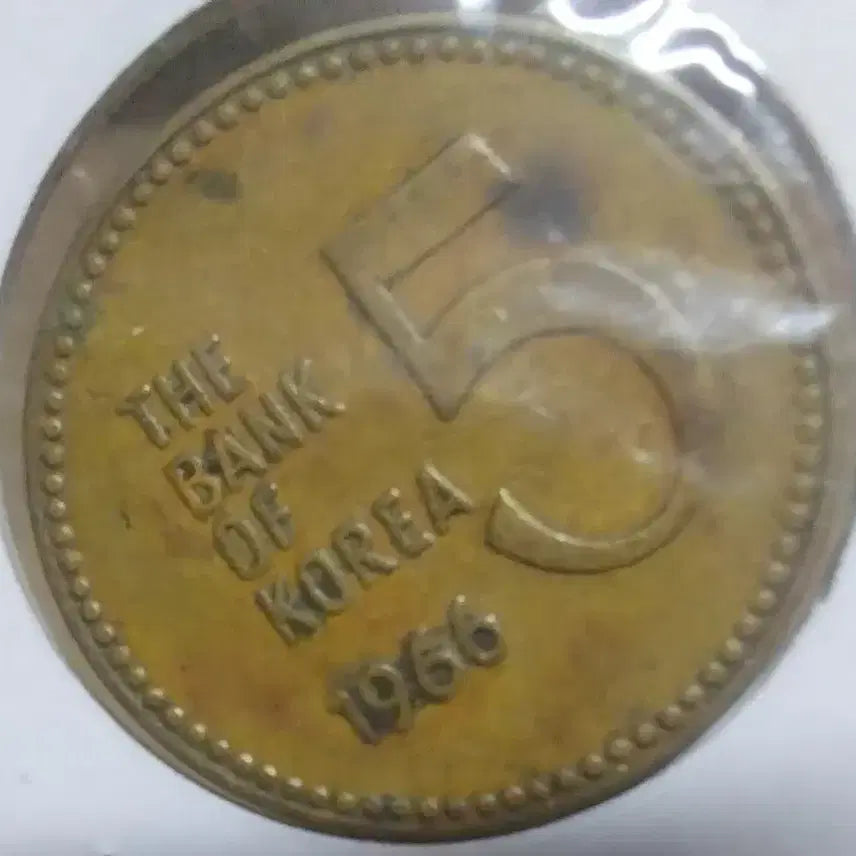 5
THE
BANK
OF
KOREA
1966